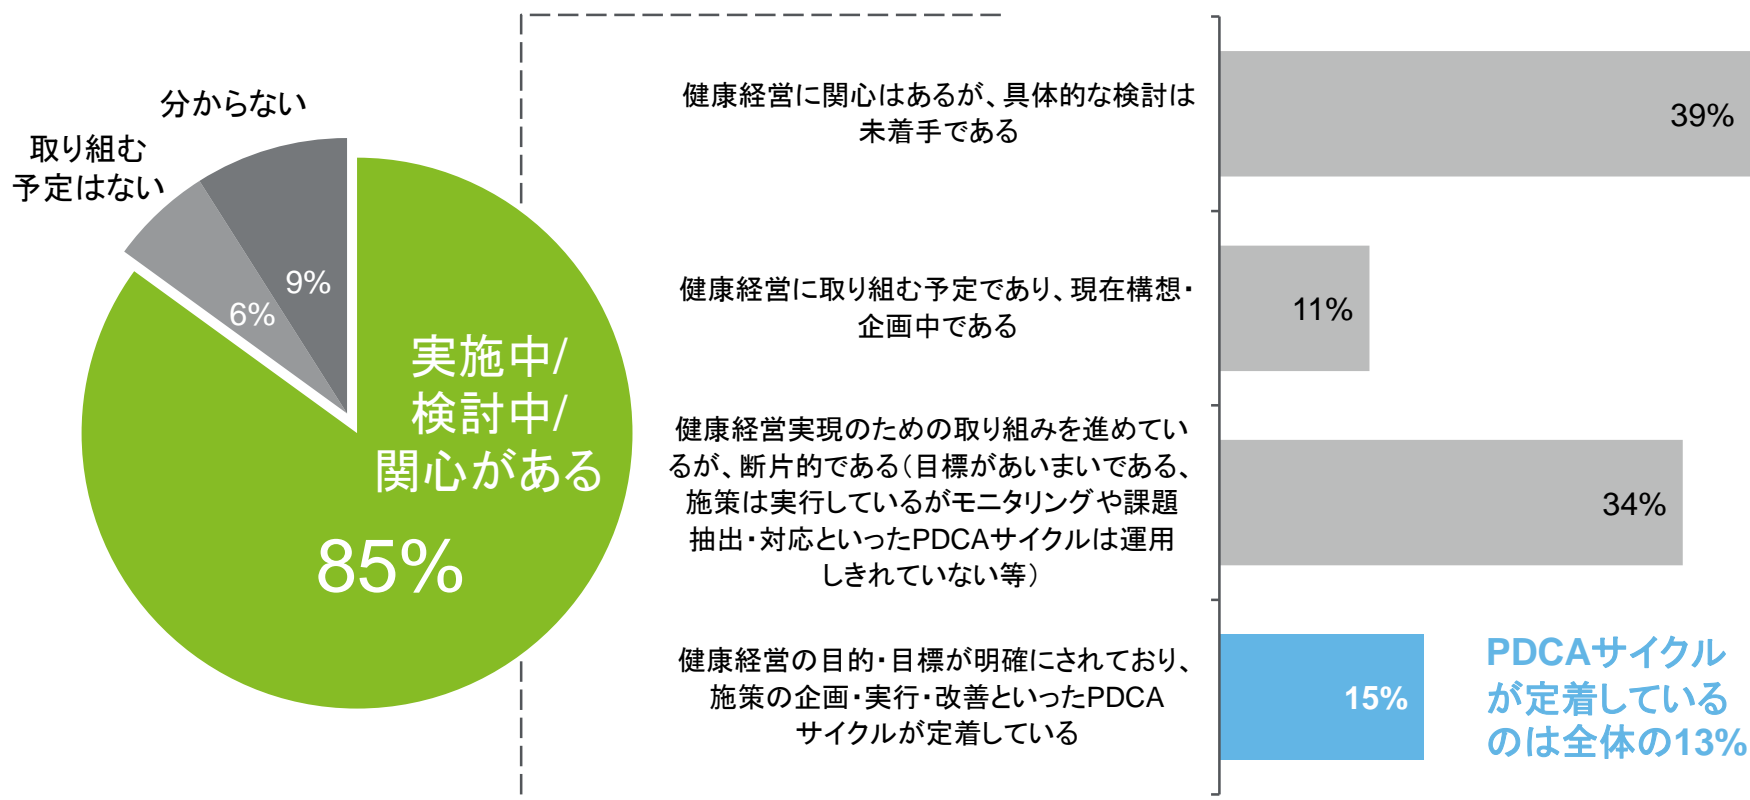 分からない
取り組む
予定はない
9%
6%
実施中/
検討中/
関心がある
85%
健康経営に関心はあるが、具体的な検討は
未着手である
39%
健康経営に取り組む予定であり、現在構想・
企画中である
11%
健康経営実現のための取り組みを進めてい
るが、断片的である（目標があいまいである、
施策は実行しているがモニタリングや課題
抽出・対応といったPDCAサイクルは運用
しきれていない等）
34%
健康経営の目的・目標が明確にされており、
施策の企画・実行・改善といったPDCA
サイクルが定着している
15%
PDCAサイクル
が定着している
のは全体の13%